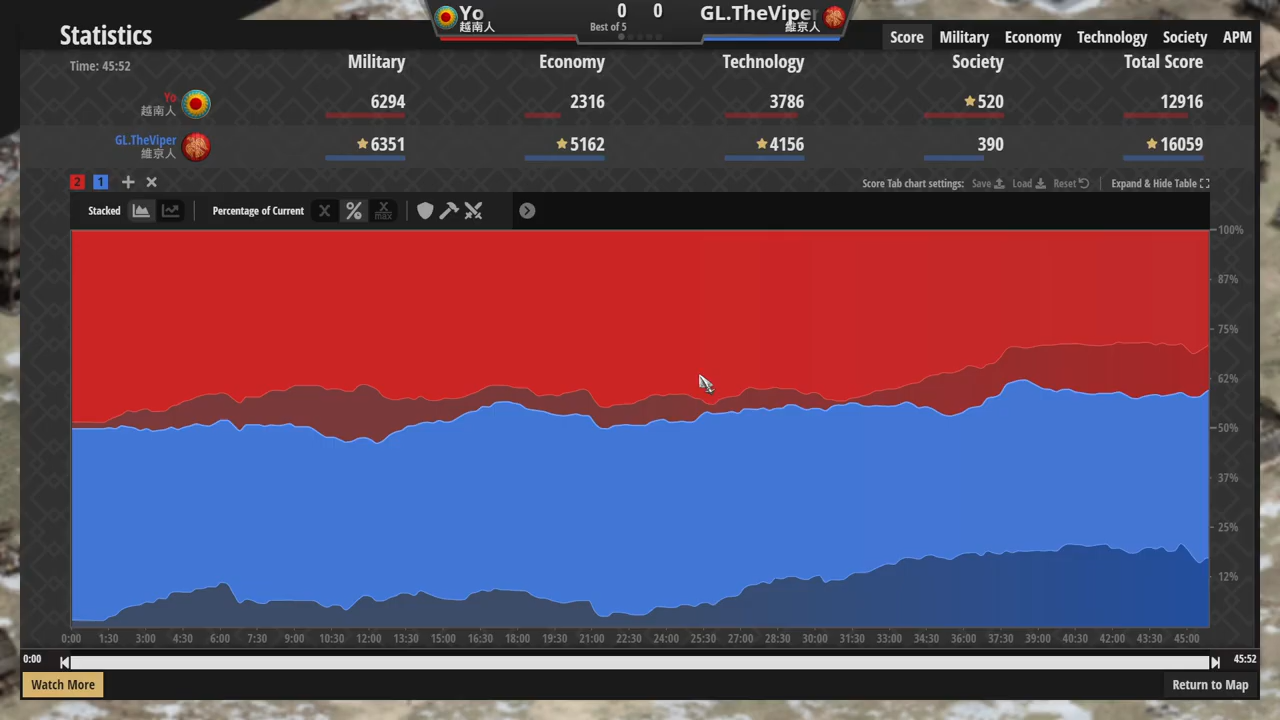 Yo 0 0 GL.TheViper
越南人 Best of 5 維京人
Statistics
Score Military Economy Technology Society APM
Time: 45:52 Military Economy Technology Society Total Score
Yo 6294 2316 3786 520 12916
越南人
GL.TheViper 6351 5162 4156 390 16059
維京人
2 1 Score Tab chart settings: Save Load Reset Expand & Hide Table
Stacked Percentage of Current X % X max
100%
87%
75%
62%
50%
37%
25%
12%
0:00 1:30 3:00 4:30 6:00 7:30 9:00 10:30 12:00 13:30 15:00 16:30 18:00 19:30 21:00 22:30 24:00 25:30 27:00 28:30 30:00 31:30 33:00 34:30 36:00 37:30 39:00 40:30 42:00 43:30 45:00
0:00 45:52
Watch More Return to Map